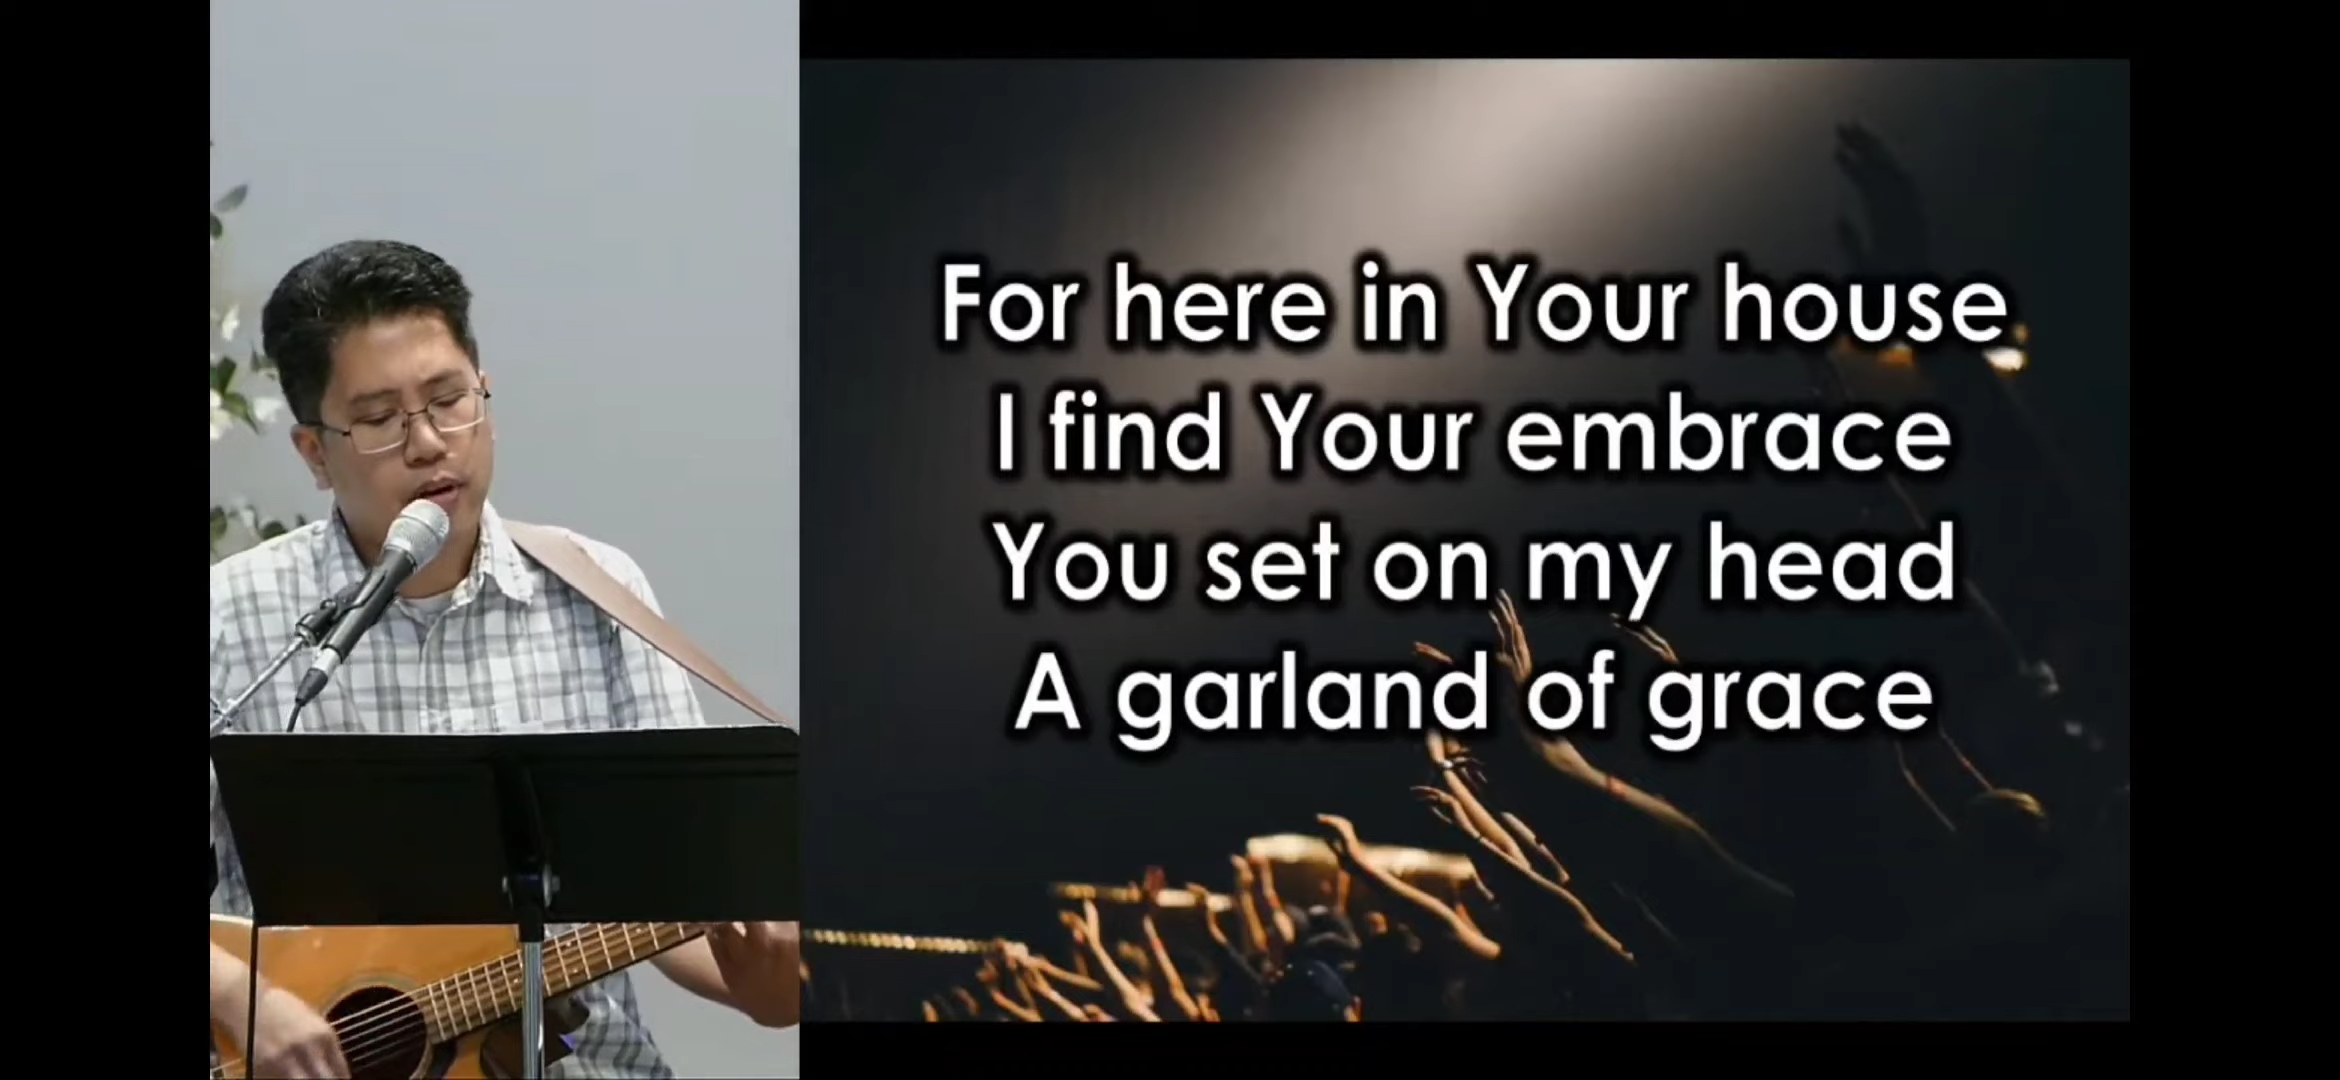 For here in Your house
I find Your embrace
You set on my head
A garland of grace